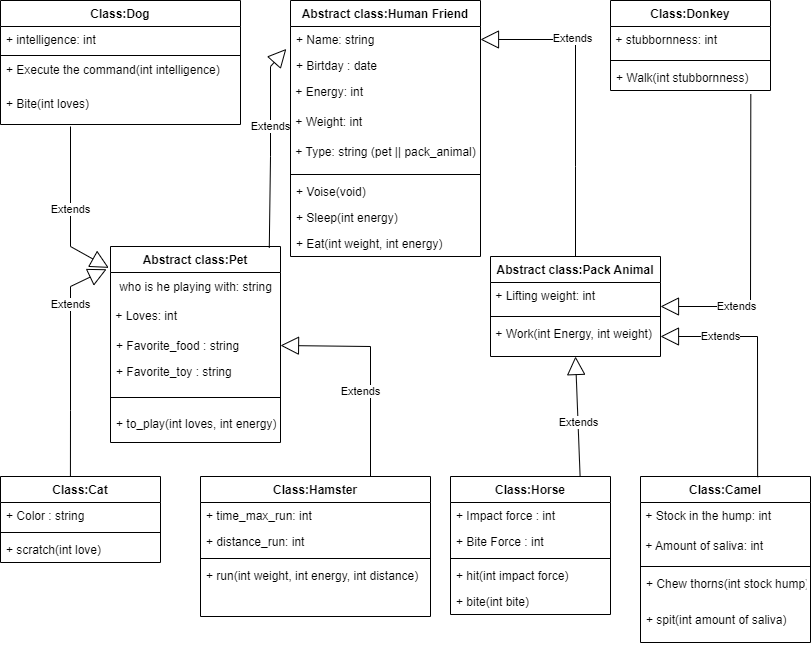 Class:Dog
+ intelligence: int
+ Execute the command(int intelligence)
+ Bite(int loves)
Abstract class:Human Friend
+ Name: string
+ Birtday : date
+ Energy: int
+ Weight: int
+ Type: string (pet || pack_animal)
+ Voise(void)
+ Sleep(int energy)
+ Eat(int weight, int energy)
Class:Donkey
+ stubbornness: int
+ Walk(int stubbornness)
Extends
Extends
Extends
Abstract class:Pet
who is he playing with: string
+ Loves: int
+ Favorite_food : string
+ Favorite_toy : string
+ to_play(int loves, int energy)
Abstract class:Pack Animal
+ Lifting weight: int
+ Work(int Energy, int weight)
Extends
Extends
Extends
Extends
Extends
Class:Cat
+ Color : string
+ scratch(int love)
Class:Hamster
+ time_max_run: int
+ distance_run: int
+ run(int weight, int energy, int distance)
Class:Horse
+ Impact force : int
+ Bite Force : int
+ hit(int impact force)
+ bite(int bite)
Class:Camel
+ Stock in the hump: int
+ Amount of saliva: int
+ Chew thorns(int stock hump
+ spit(int amount of saliva)